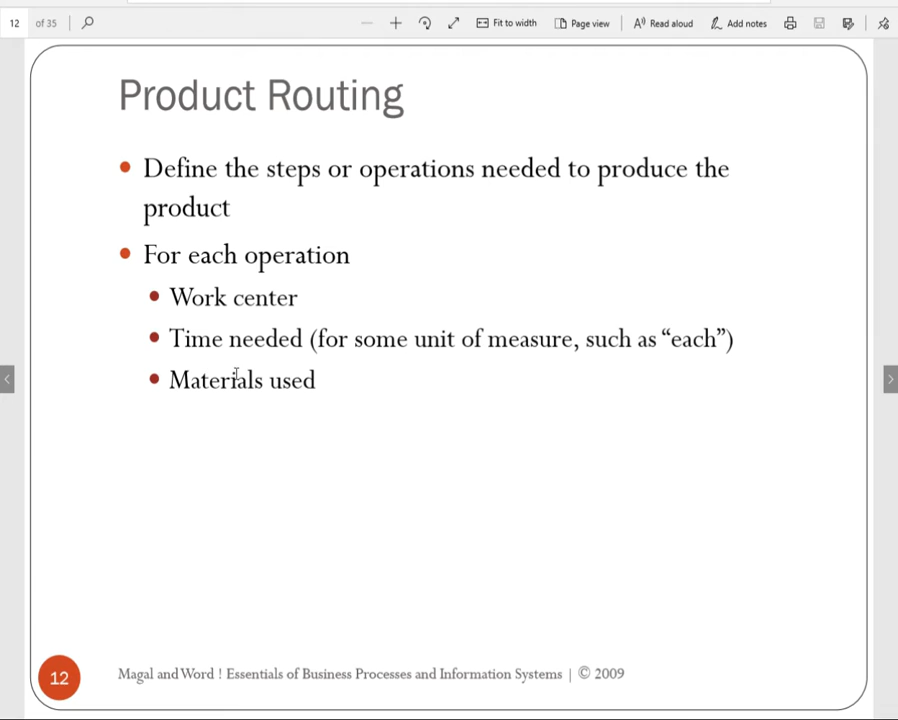 12 of 35 Fit to width Page view Read aloud Add notes
Product Routing
Define the steps or operations needed to produce the
product
For each operation
Work center
Time needed (for some unit of measure, such as “each”)
Materials used
12 Magal and Word ! Essentials of Business Processes and Information Systems | © 2009